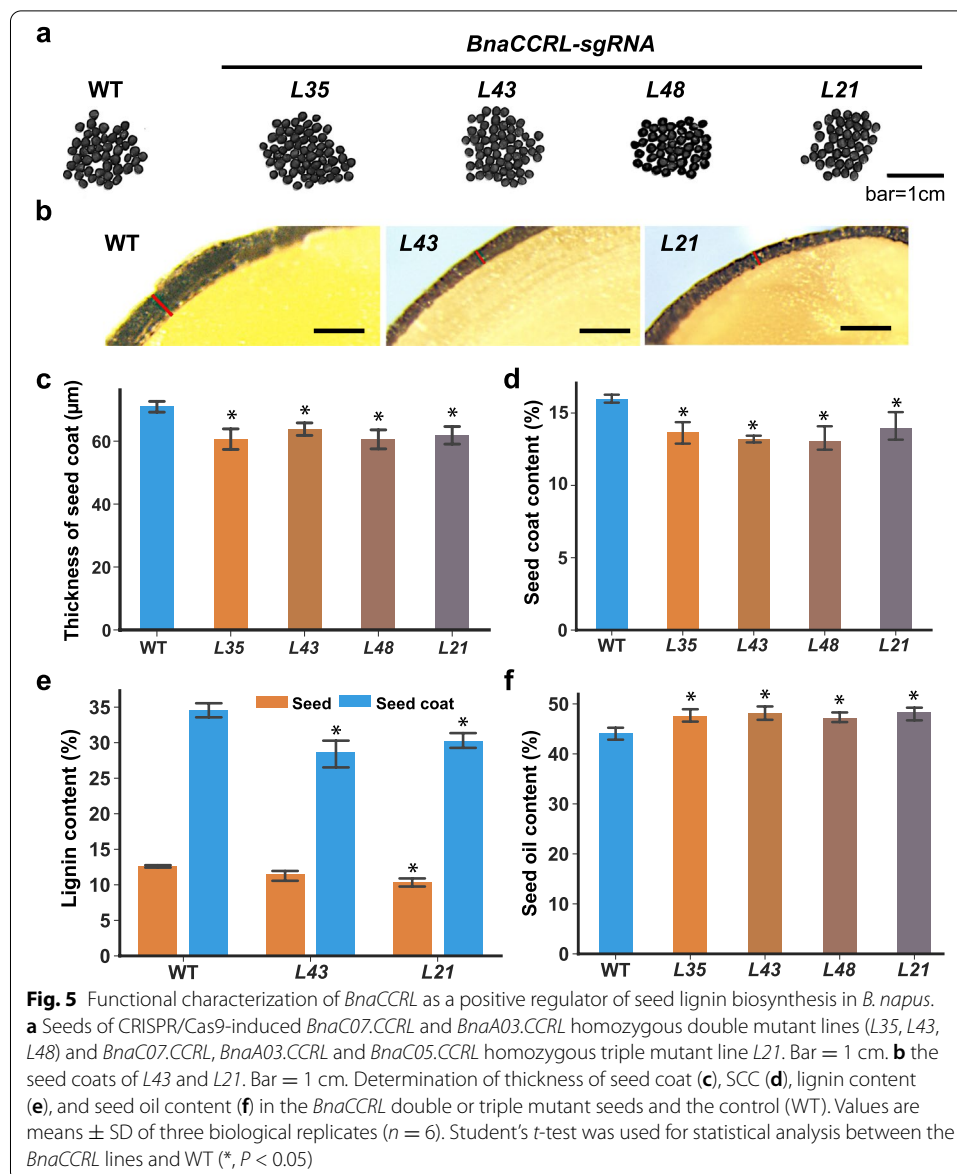 a
BnaCCRL-sgRNA
WT L35 L43 L48 L21
bar=1cm
b
WT L43 L21
c
Thickness of seed coat (μm)
60
40
20
0
WT L35 L43 L48 L21
* * * *
d
Seed coat content (%)
15
10
5
0
WT L35 L43 L48 L21
* * * *
e
Lignin content (%)
35
30
25
20
15
10
5
0
Seed Seed coat
* * *
WT L43 L21
f
Seed oil content (%)
50
40
30
20
10
0
* * * *
WT L35 L43 L48 L21
Fig. 5 Functional characterization of BnaCCRL as a positive regulator of seed lignin biosynthesis in B. napus.
a Seeds of CRISPR/Cas9-induced BnaC07.CCRL and BnaA03.CCRL homozygous double mutant lines (L35, L43,
L48) and BnaC07.CCRL, BnaA03.CCRL and BnaC05.CCRL homozygous triple mutant line L21. Bar = 1 cm. b the
seed coats of L43 and L21. Bar = 1 cm. Determination of thickness of seed coat (c), SCC (d), lignin content
(e), and seed oil content (f) in the BnaCCRL double or triple mutant seeds and the control (WT). Values are
means ± SD of three biological replicates (n = 6). Student's t-test was used for statistical analysis between the
BnaCCRL lines and WT (*, P < 0.05)